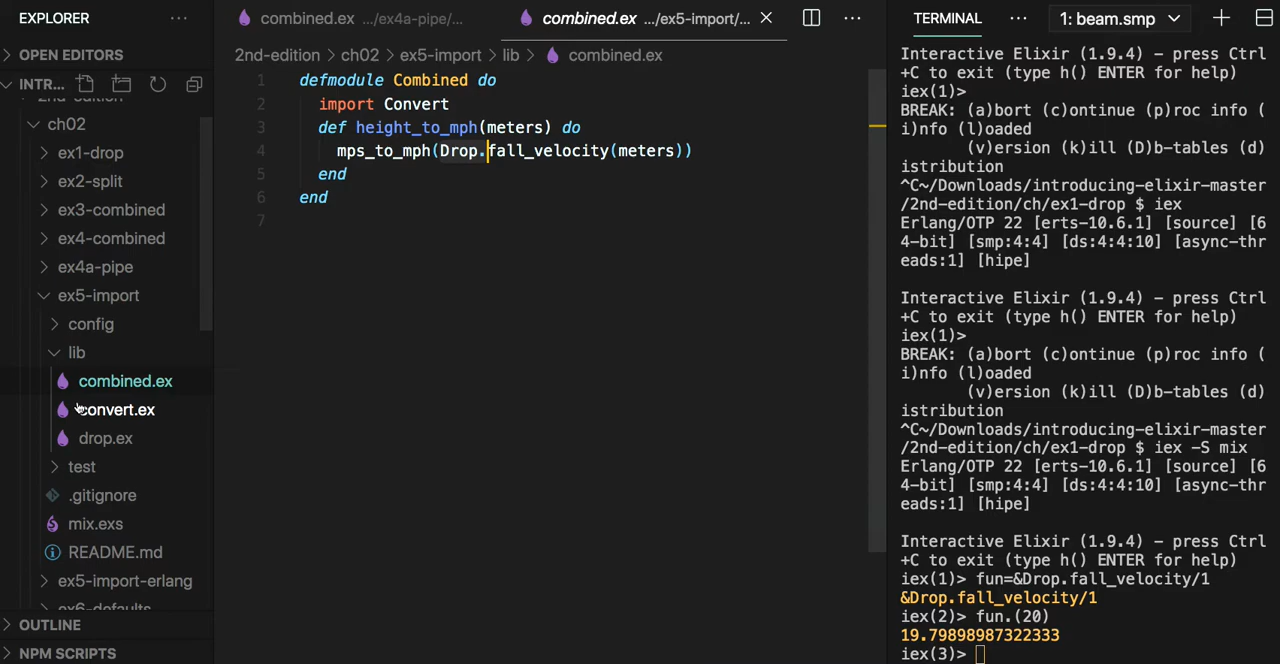 EXPLORER
OPEN EDITORS
INTR...
2nd-edition
ch02
ex1-drop
ex2-split
ex3-combined
ex4-combined
ex4a-pipe
ex5-import
config
lib
combined.ex
convert.ex
drop.ex
test
.gitignore
mix.exs
README.md
ex5-import-erlang
ex6-defaults
OUTLINE
NPM SCRIPTS
combined.ex .../ex4a-pipe/...
combined.ex .../ex5-import/...
2nd-edition > ch02 > ex5-import > lib > combined.ex
1 defmodule Combined do
2 import Convert
3 def height_to_mph(meters) do
4 mps_to_mph(Drop.fall_velocity(meters))
5 end
6 end
7
TERMINAL
1: beam.smp
Interactive Elixir (1.9.4) - press Ctrl
+C to exit (type h() ENTER for help)
iex(1)>
BREAK: (a)bort (c)ontinue (p)roc info (
i)nfo (l)oaded
(v)ersion (k)ill (D)b-tables (d)
istribution
^C~/Downloads/introducing-elixir-master
/2nd-edition/ch/ex1-drop $ iex
Erlang/OTP 22 [erts-10.6.1] [source] [6
4-bit] [smp:4:4] [ds:4:4:10] [async-thr
eads:1] [hipe]
Interactive Elixir (1.9.4) - press Ctrl
+C to exit (type h() ENTER for help)
iex(1)>
BREAK: (a)bort (c)ontinue (p)roc info (
i)nfo (l)oaded
(v)ersion (k)ill (D)b-tables (d)
istribution
^C~/Downloads/introducing-elixir-master
/2nd-edition/ch/ex1-drop $ iex -S mix
Erlang/OTP 22 [erts-10.6.1] [source] [6
4-bit] [smp:4:4] [ds:4:4:10] [async-thr
eads:1] [hipe]
Interactive Elixir (1.9.4) - press Ctrl
+C to exit (type h() ENTER for help)
iex(1)> fun=&Drop.fall_velocity/1
&Drop.fall_velocity/1
iex(2)> fun.(20)
19.79898987322333
iex(3)>